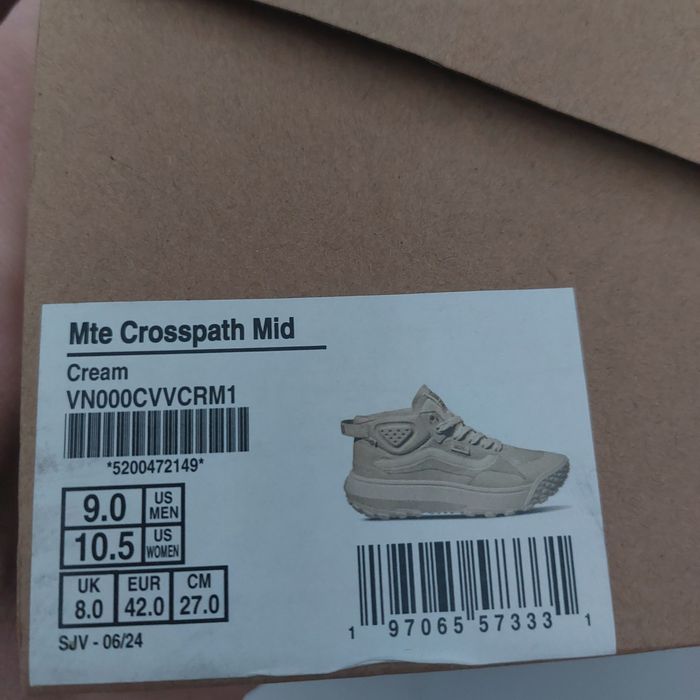 Mte Crosspath Mid
Cream
VN000CVVCRM1
*5200472149*
9.0 US MEN
10.5 US WOMEN
UK EUR CM
8.0 42.0 27.0
SJV - 06/24
1 97065 57333 1